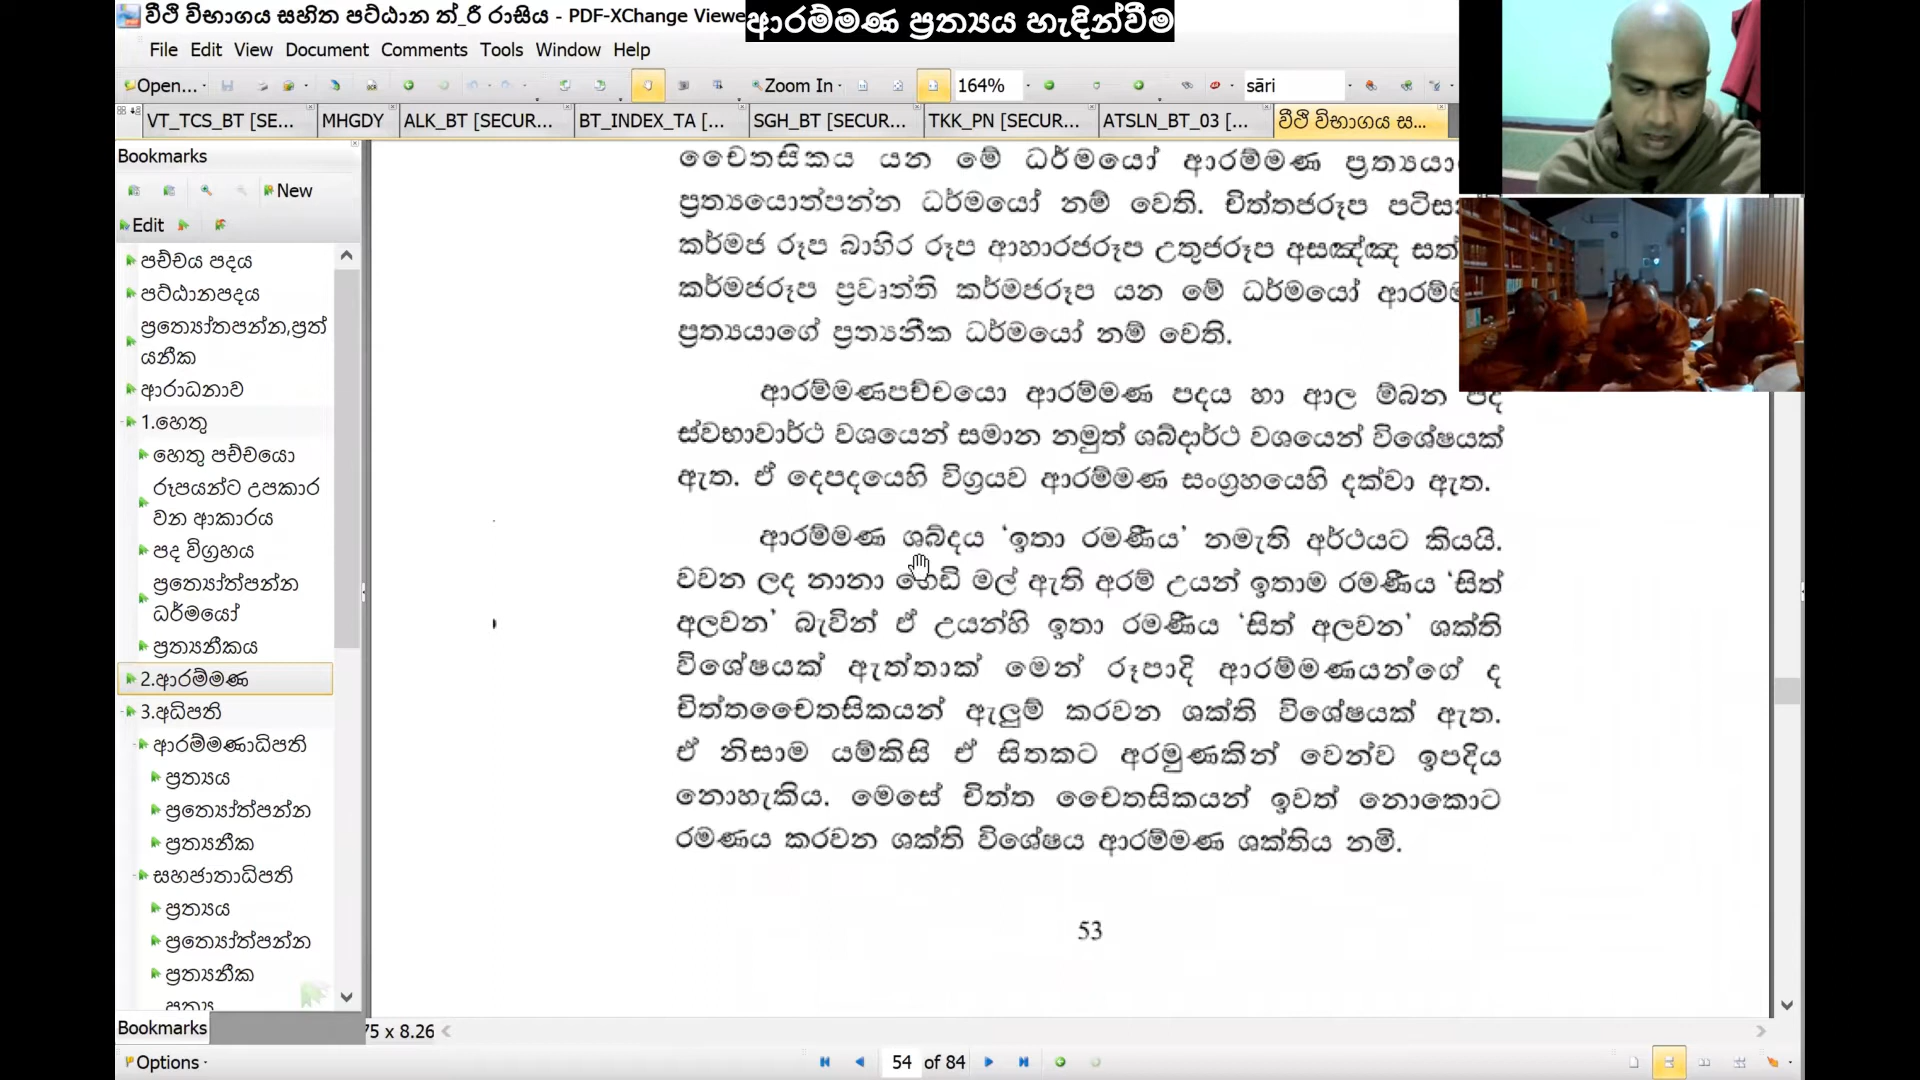 වීථි විභාගය සහිත පට්ඨාන ත්_රී රාසිය - PDF-XChange Viewe
ආරම්මණ ප්‍රත්‍යය හැඳින්වීම
File Edit View Document Comments Tools Window Help
Open...
Zoom In
164%
sāri
VT_TCS_BT [SE...
MHGDY
ALK_BT [SECUR...
BT_INDEX_TA [...
SGH_BT [SECUR...
TKK_PN [SECUR...
ATSLN_BT_03 [...
වීථි විභාගය ස...
Bookmarks
New
Edit
පච්චය පදය
පට්ඨානපදය
ප්‍රත්‍යෝතපන්න,ප්‍රත්
යනීක
ආරාධනාව
1.හෙතු
හෙතු පච්චයො
රූපයන්ට උපකාර
වන ආකාරය
පද විග්‍රහය
ප්‍රත්‍යෝත්පන්න
ධර්මයෝ
ප්‍රත්‍යනීකය
2.ආරම්මණ
3.අධිපති
ආරම්මණාධිපති
ප්‍රත්‍යය
ප්‍රත්‍යෝත්පන්න
ප්‍රත්‍යනීක
සහජාතාධිපති
ප්‍රත්‍යය
ප්‍රත්‍යෝත්පන්න
ප්‍රත්‍යනීක
Bookmarks
Options
චෛතසිකය යන මේ ධර්මයෝ ආරම්මණ ප්‍රත්‍යයා
ප්‍රත්‍යයොත්පන්න ධර්මයෝ නම් වෙති. චිත්තජරූප පටිස
කර්මජ රූප බාහිර රූප ආහාරජරූප උතුජරූප අසඤ්ඤ සත්
කර්මජරූප ප්‍රවෘත්ති කර්මජරූප යන මේ ධර්මයෝ ආරම්ම
ප්‍රත්‍යයාගේ ප්‍රත්‍යනීක ධර්මයෝ නම් වෙති.
ආරම්මණපච්චයො ආරම්මණ පදය හා ආල ම්බන පද
ස්වභාවාර්ථ වශයෙන් සමාන නමුත් ශබ්දාර්ථ වශයෙන් විශේෂයක්
ඇත. ඒ දෙපදයෙහි විග්‍රයව ආරම්මණ සංග්‍රහයෙහි දක්වා ඇත.
ආරම්මණ ශබ්දය ‘ඉතා රමණීය’ නමැති අර්ථයට කියයි.
වවන ලද නානා ගෙඩි මල් ඇති අරම් උයන් ඉතාම රමණීය ‘සිත්
අලවන’ බැවින් ඒ උයන්හි ඉතා රමණීය ‘සිත් අලවන’ ශක්ති
විශේෂයක් ඇත්තාක් මෙන් රූපාදි ආරම්මණයන්ගේ ද
චිත්තචෛතසිකයන් ඇලුම් කරවන ශක්ති විශේෂයක් ඇත.
ඒ නිසාම යම්කිසි ඒ සිතකට අරමුණකින් වෙන්ව ඉපදිය
නොහැකිය. මෙසේ චිත්ත චෛතසිකයන් ඉවත් නොකොට
රමණය කරවන ශක්ති විශේෂය ආරම්මණ ශක්තිය නමි.
53
75 x 8.26
54 of 84